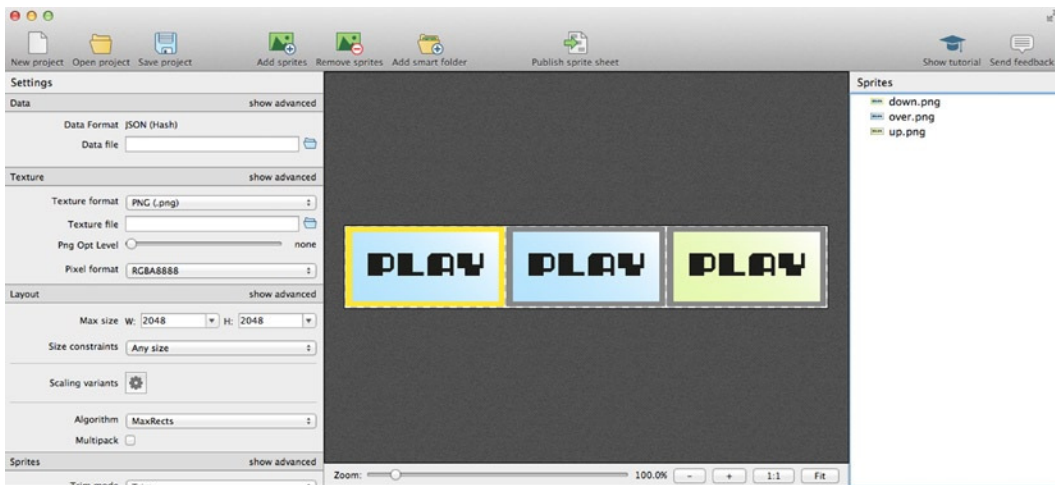 New project Open project Save project Add sprites Remove sprites Add smart folder Publish sprite sheet Show tutorial Send feedback
Settings
Data show advanced
Data Format JSON (Hash)
Data file
Texture show advanced
Texture format PNG (.png)
Texture file
Png Opt Level none
Pixel format RGBA8888
Layout show advanced
Max size W: 2048 H: 2048
Size constraints Any size
Scaling variants
Algorithm MaxRects
Multipack
Sprites show advanced
PLAY PLAY PLAY
Zoom: 100.0% - + 1:1 Fit
Sprites
down.png
over.png
up.png